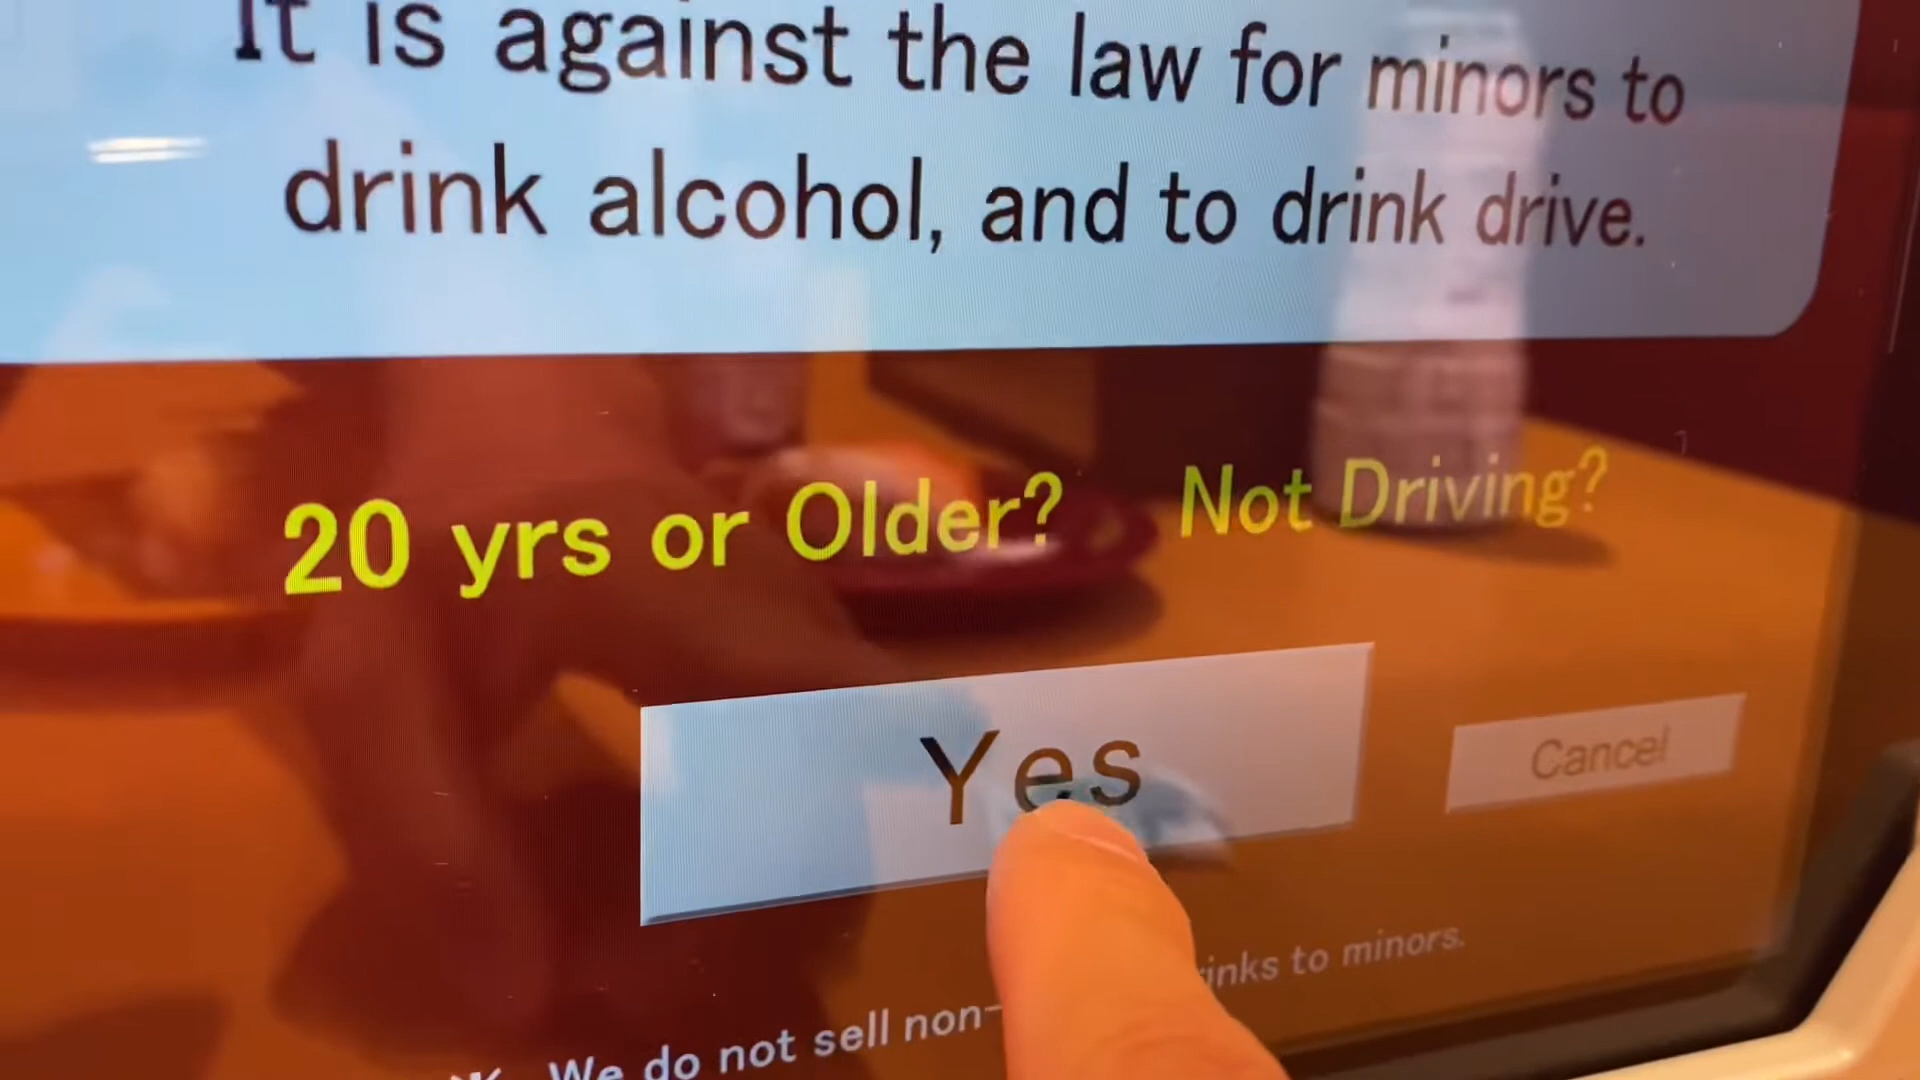 It is against the law for minors to
drink alcohol, and to drink drive.
20 yrs or Older? Not Driving?
Yes
Cancel
※ We do not sell non- inks to minors.